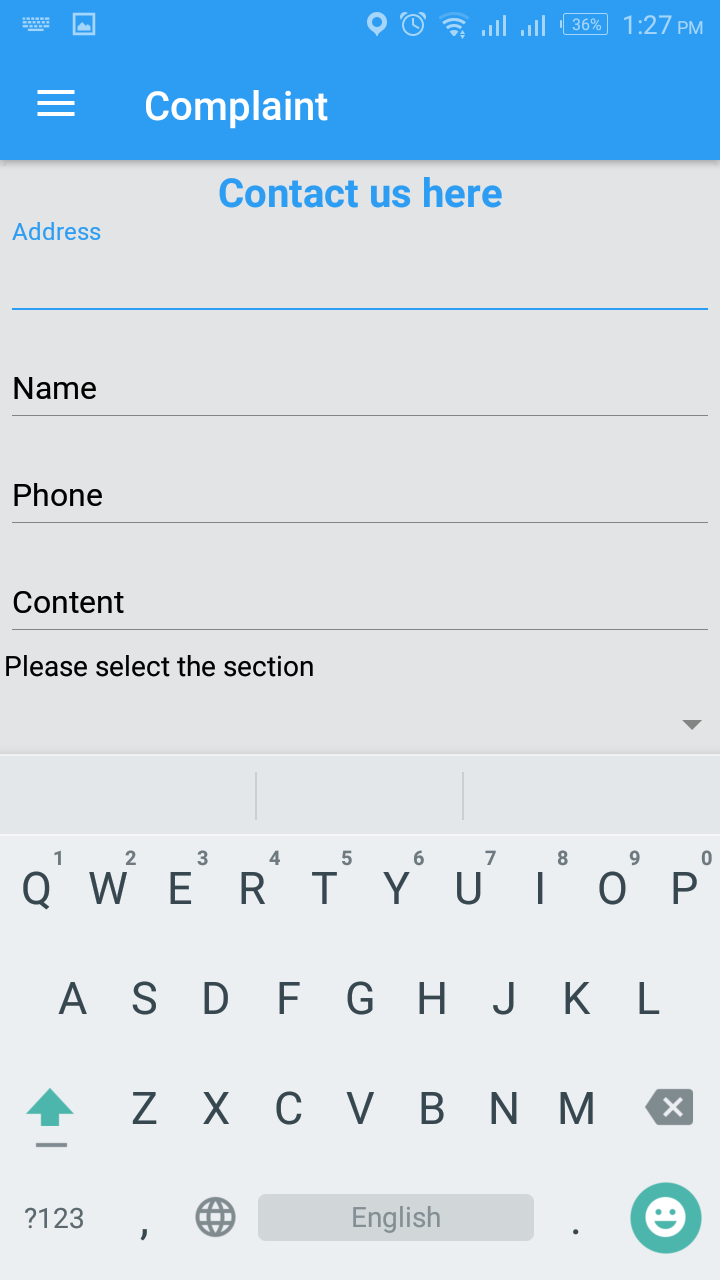 36% 1:27 PM
Complaint
Contact us here
Address
Name
Phone
Content
Please select the section
1 2 3 4 5 6 7 8 9 0
Q W E R T Y U I O P
A S D F G H J K L
Z X C V B N M
?123 , English .